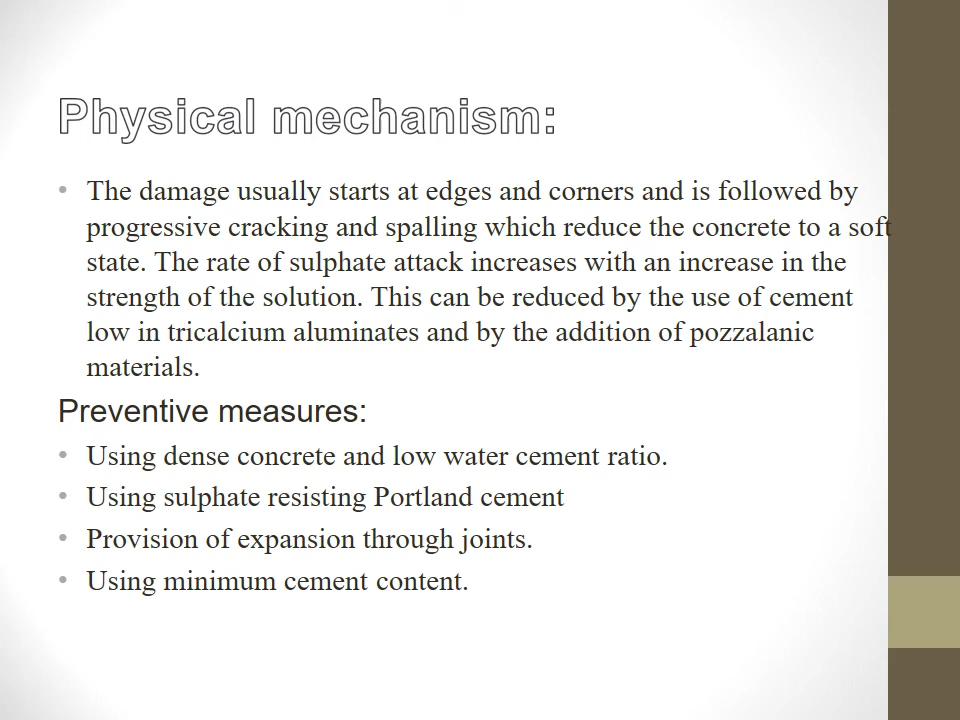 Physical mechanism:
• The damage usually starts at edges and corners and is followed by
progressive cracking and spalling which reduce the concrete to a soft
state. The rate of sulphate attack increases with an increase in the
strength of the solution. This can be reduced by the use of cement
low in tricalcium aluminates and by the addition of pozzalanic
materials.
Preventive measures:
• Using dense concrete and low water cement ratio.
• Using sulphate resisting Portland cement
• Provision of expansion through joints.
• Using minimum cement content.